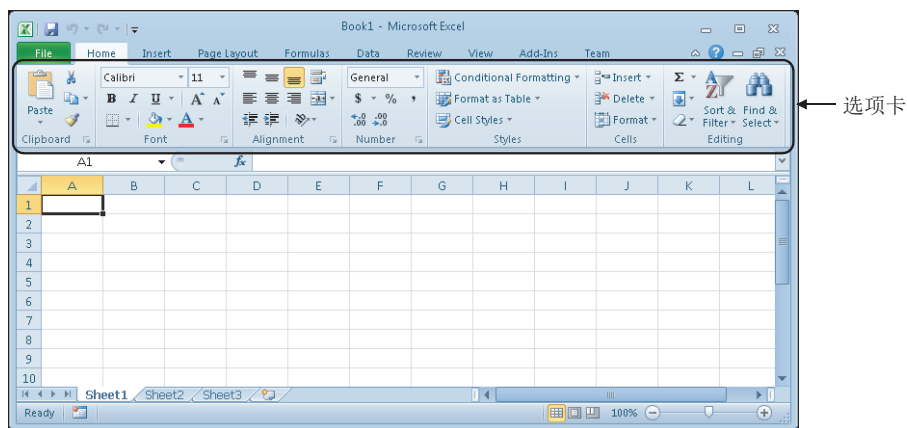 Book1 - Microsoft Excel
File Home Insert Page Layout Formulas Data Review View Add-Ins Team
Calibri 11 General Conditional Formatting Insert Σ
Paste B I U A A $ % , Format as Table Delete Sort & Filter Find & Select
A .00 .00 Cell Styles Format
Clipboard Font Alignment Number Styles Cells Editing
选项卡
A1 fx
A B C D E F G H I J K L
1
2
3
4
5
6
7
8
9
10
Sheet1 Sheet2 Sheet3
Ready 100%